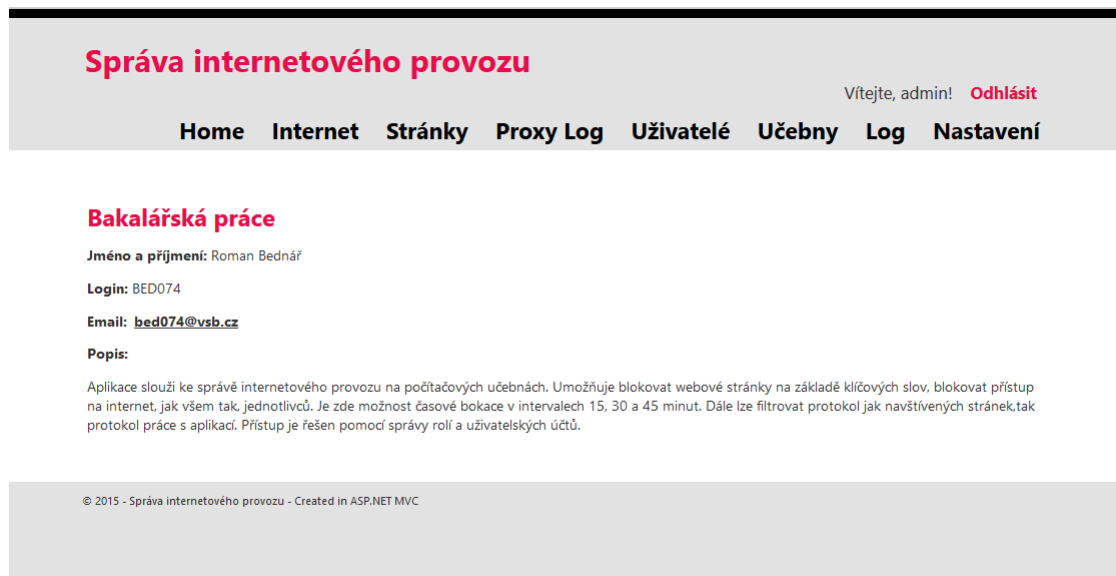 Správa internetového provozu
Vítejte, admin! Odhlásit
Home Internet Stránky Proxy Log Uživatelé Učebny Log Nastavení
Bakalářská práce
Jméno a příjmení: Roman Bednář
Login: BED074
Email: bed074@vsb.cz
Popis:
Aplikace slouži ke správě internetového provozu na počítačových učebnách. Umožňuje blokovat webové stránky na základě klíčových slov, blokovat přístup
na internet, jak všem tak, jednotlivců. Je zde možnost časové bokace v intervalech 15, 30 a 45 minut. Dále lze filtrovat protokol jak navštívených stránek,tak
protokol práce s aplikací. Přístup je řešen pomocí správy rolí a uživatelských účtů.
© 2015 - Správa internetového provozu - Created in ASP.NET MVC